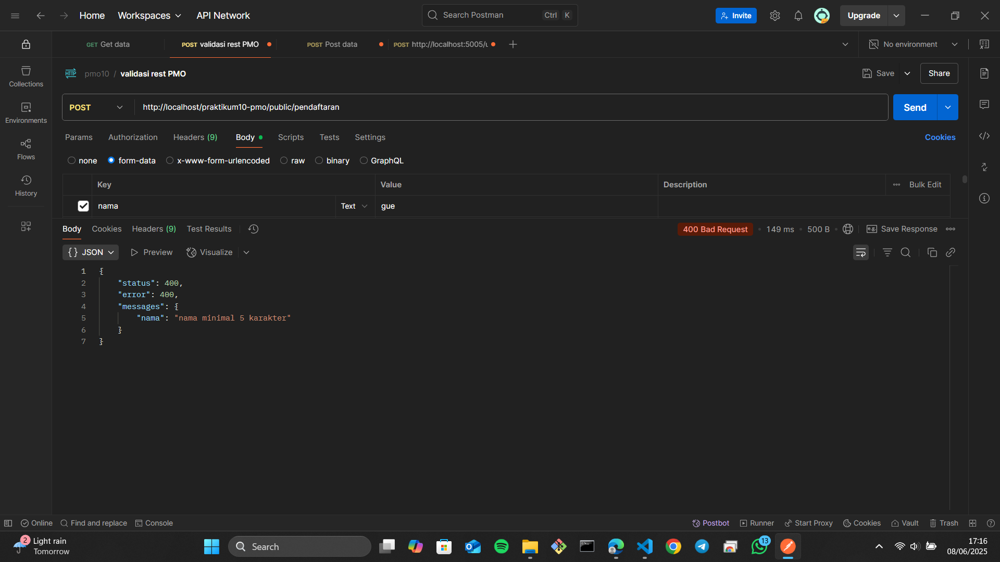 Home Workspaces API Network Search Postman Ctrl K Invite Upgrade
GET Get data POST validasi rest PMO POST Post data POST http://localhost:5005/u No environment
HTTP pmo10 / validasi rest PMO Save Share
POST http://localhost/praktikum10-pmo/public/pendaftaran Send
Params Authorization Headers (9) Body Scripts Tests Settings Cookies
none form-data x-www-form-urlencoded raw binary GraphQL
Key Value Description Bulk Edit
nama Text gue
Collections
Environments
Flows
History
Body Cookies Headers (9) Test Results 400 Bad Request 149 ms 500 B e.g. Save Response
{} JSON Preview Visualize
1 {
2 "status": 400,
3 "error": 400,
4 "messages": {
5 "nama": "nama minimal 5 karakter"
6 }
7 }
Online Find and replace Console Postbot Runner Start Proxy Cookies Vault Trash
2 Light rain
Tomorrow
Search
13
17:16
08/06/2025